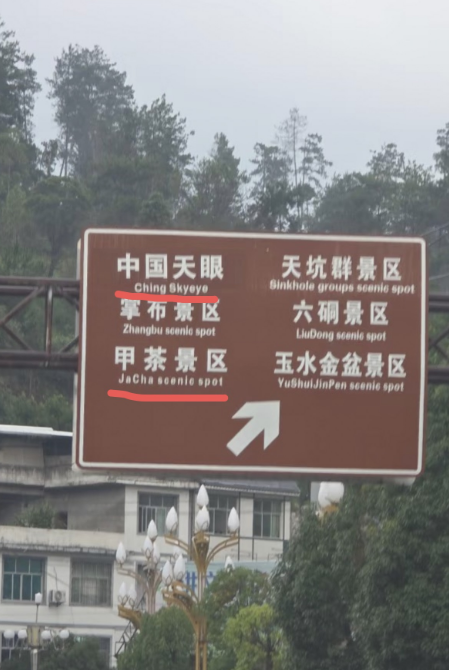 中国天眼
Ching Skyeye
掌布景区
Zhangbu scenic spot
甲茶景区
JaCha scenic spot
天坑群景区
Sinkhole groups scenic spot
六硐景区
LiuDong scenic spot
玉水金盆景区
YuShuiJinPen scenic spot